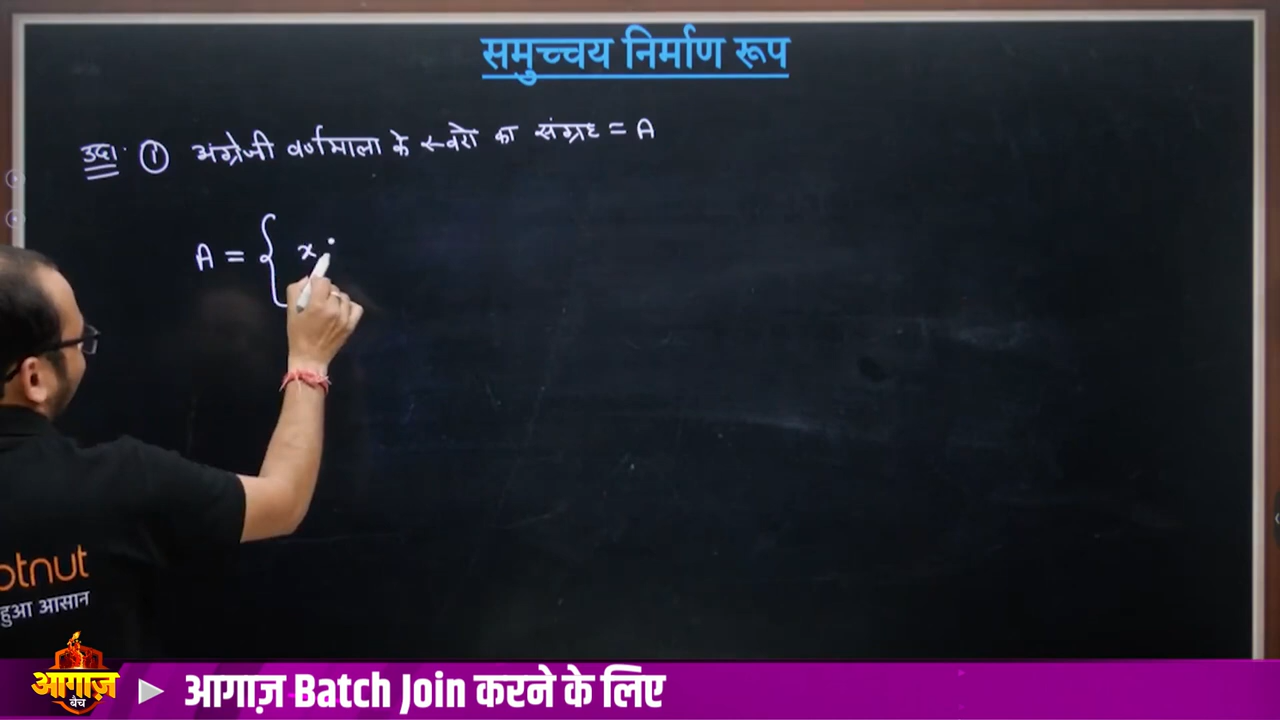 समुच्चय निर्माण रूप
उदा. ① अंग्रेजी वर्णमाला के स्वरो का संग्रह = A
A = { x :
otnut
हुआ आसान
आगाज़
बैच
आगाज़ Batch Join करने के लिए